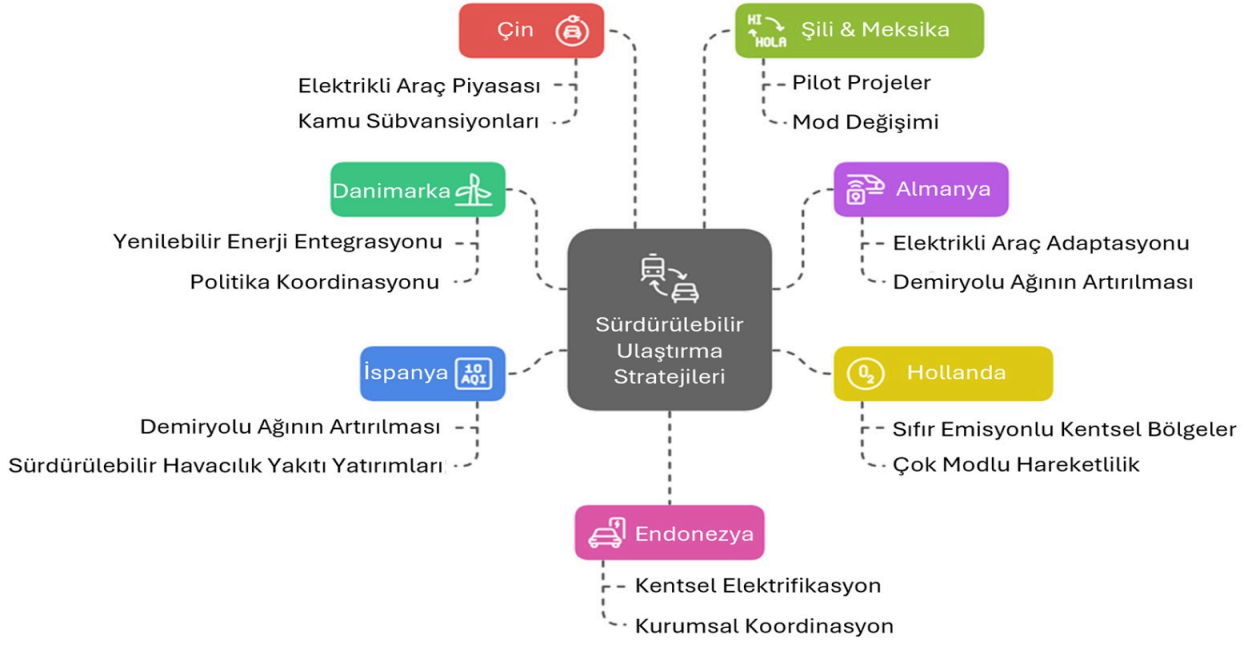 Çin
Elektrikli Araç Piyasası
Kamu Sübvansiyonları
HI
HOLA
Şili & Meksika
Pilot Projeler
Mod Değişimi
Danimarka
Yenilebilir Enerji Entegrasyonu
Politika Koordinasyonu
Almanya
Elektrikli Araç Adaptasyonu
Demiryolu Ağının Artırılması
Sürdürülebilir
Ulaştırma
Stratejileri
İspanya
10
AQI
Demiryolu Ağının Artırılması
Sürdürülebilir Havacılık Yakıtı Yatırımları
O2
Hollanda
Sıfır Emisyonlu Kentsel Bölgeler
Çok Modlu Hareketlilik
Endonezya
Kentsel Elektrifikasyon
Kurumsal Koordinasyon